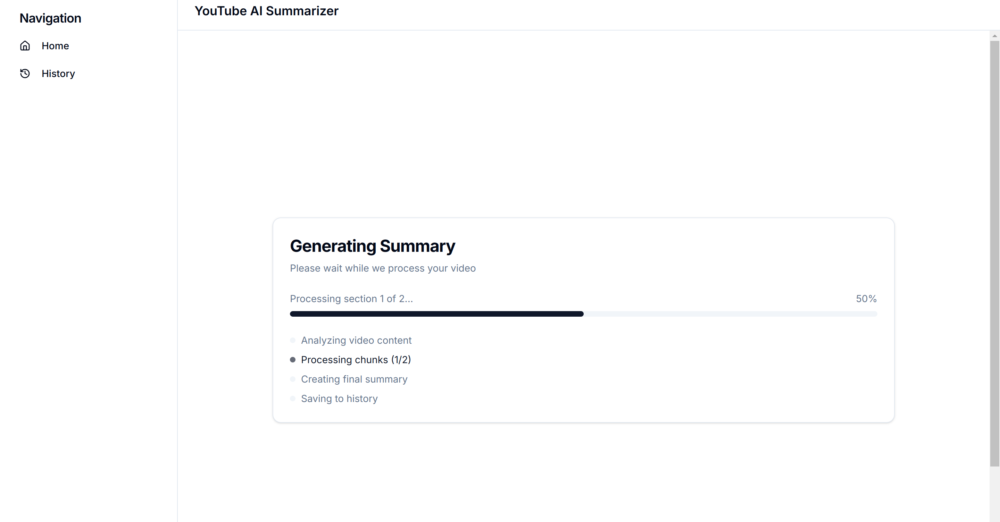 Navigation
Home
History
YouTube AI Summarizer
Generating Summary
Please wait while we process your video
Processing section 1 of 2...
50%
Analyzing video content
Processing chunks (1/2)
Creating final summary
Saving to history